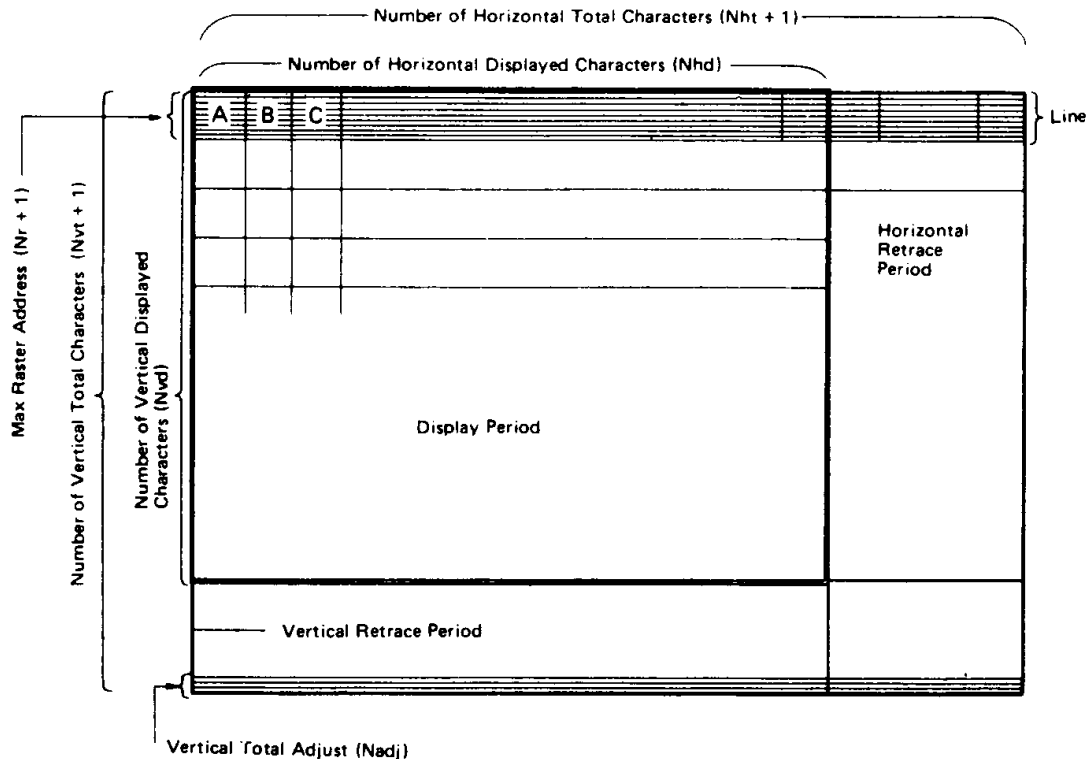 Number of Horizontal Total Characters (Nht + 1)
Number of Horizontal Displayed Characters (Nhd)
A B C
Line
Max Raster Address (Nr + 1)
Number of Vertical Total Characters (Nvt + 1)
Number of Vertical Displayed
Characters (Nvd)
Horizontal
Retrace
Period
Display Period
Vertical Retrace Period
Vertical Total Adjust (Nadj)